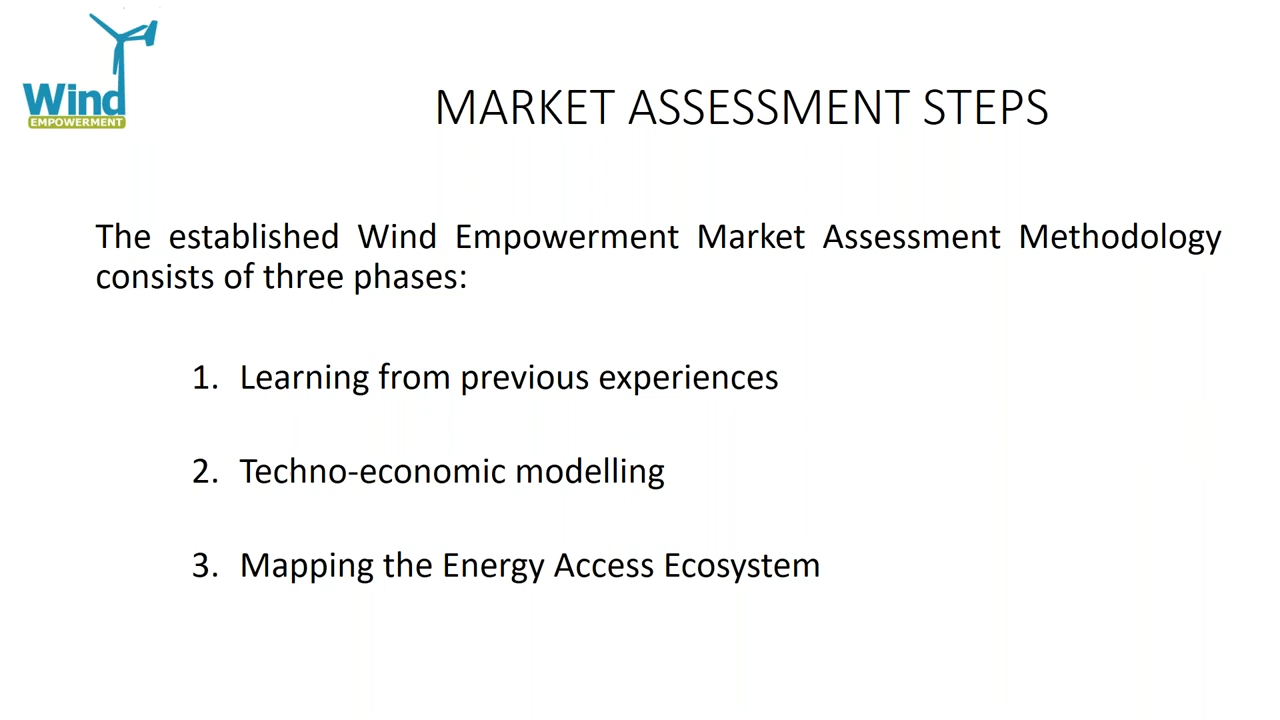 Wind
EMPOWERMENT
MARKET ASSESSMENT STEPS
The established Wind Empowerment Market Assessment Methodology
consists of three phases:
1. Learning from previous experiences
2. Techno-economic modelling
3. Mapping the Energy Access Ecosystem